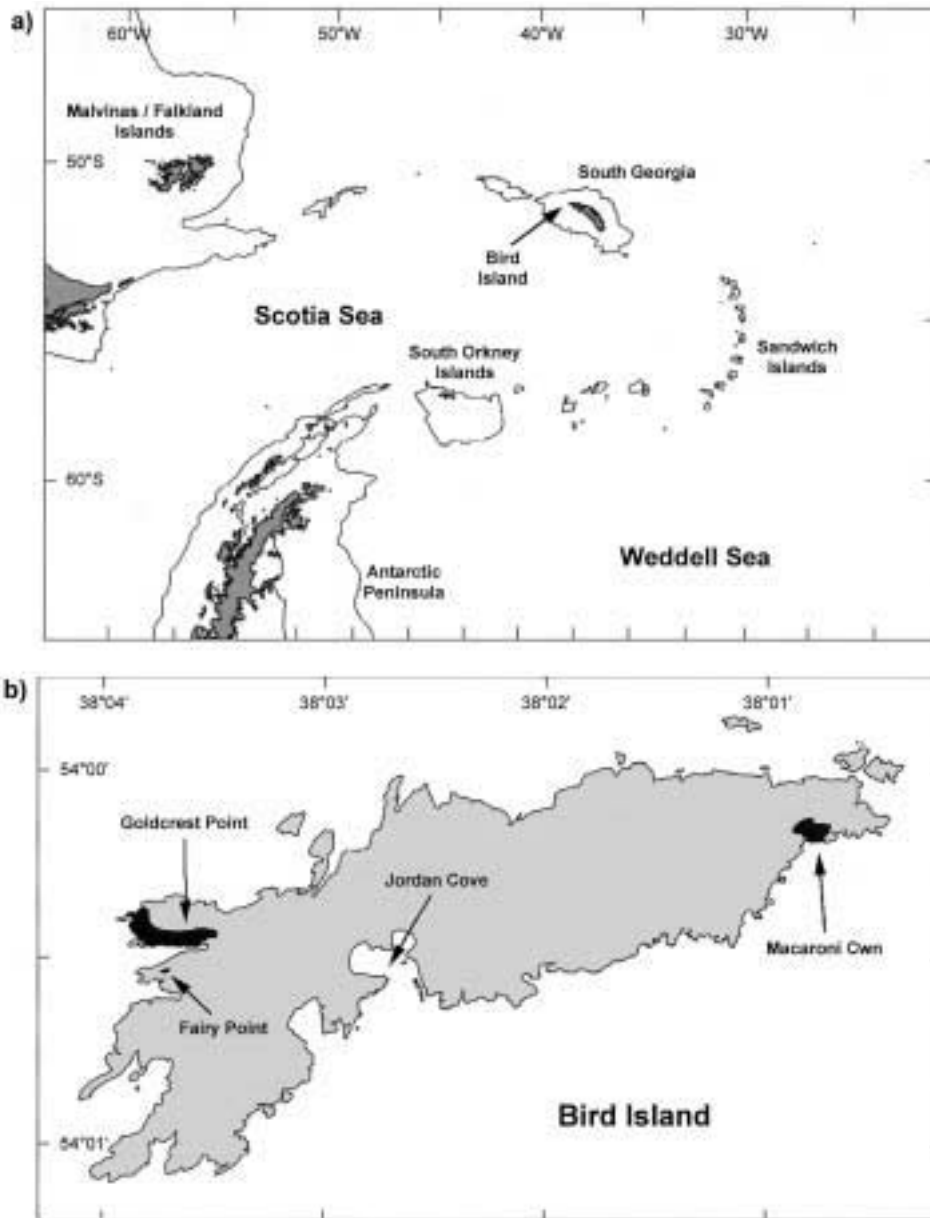 a)
60°W
50°W
40°W
30°W
Malvinas / Falkland
Islands
50°S
South Georgia
Bird
Island
Scotia Sea
South Orkney
Islands
Sandwich
Islands
60°S
Weddell Sea
Antarctic
Peninsula
b)
38°04'
38°03'
38°02'
38°01'
54°00'
Goldcrest Point
Jordan Cove
Macaroni Cwn
Fairy Point
Bird Island
54°01'